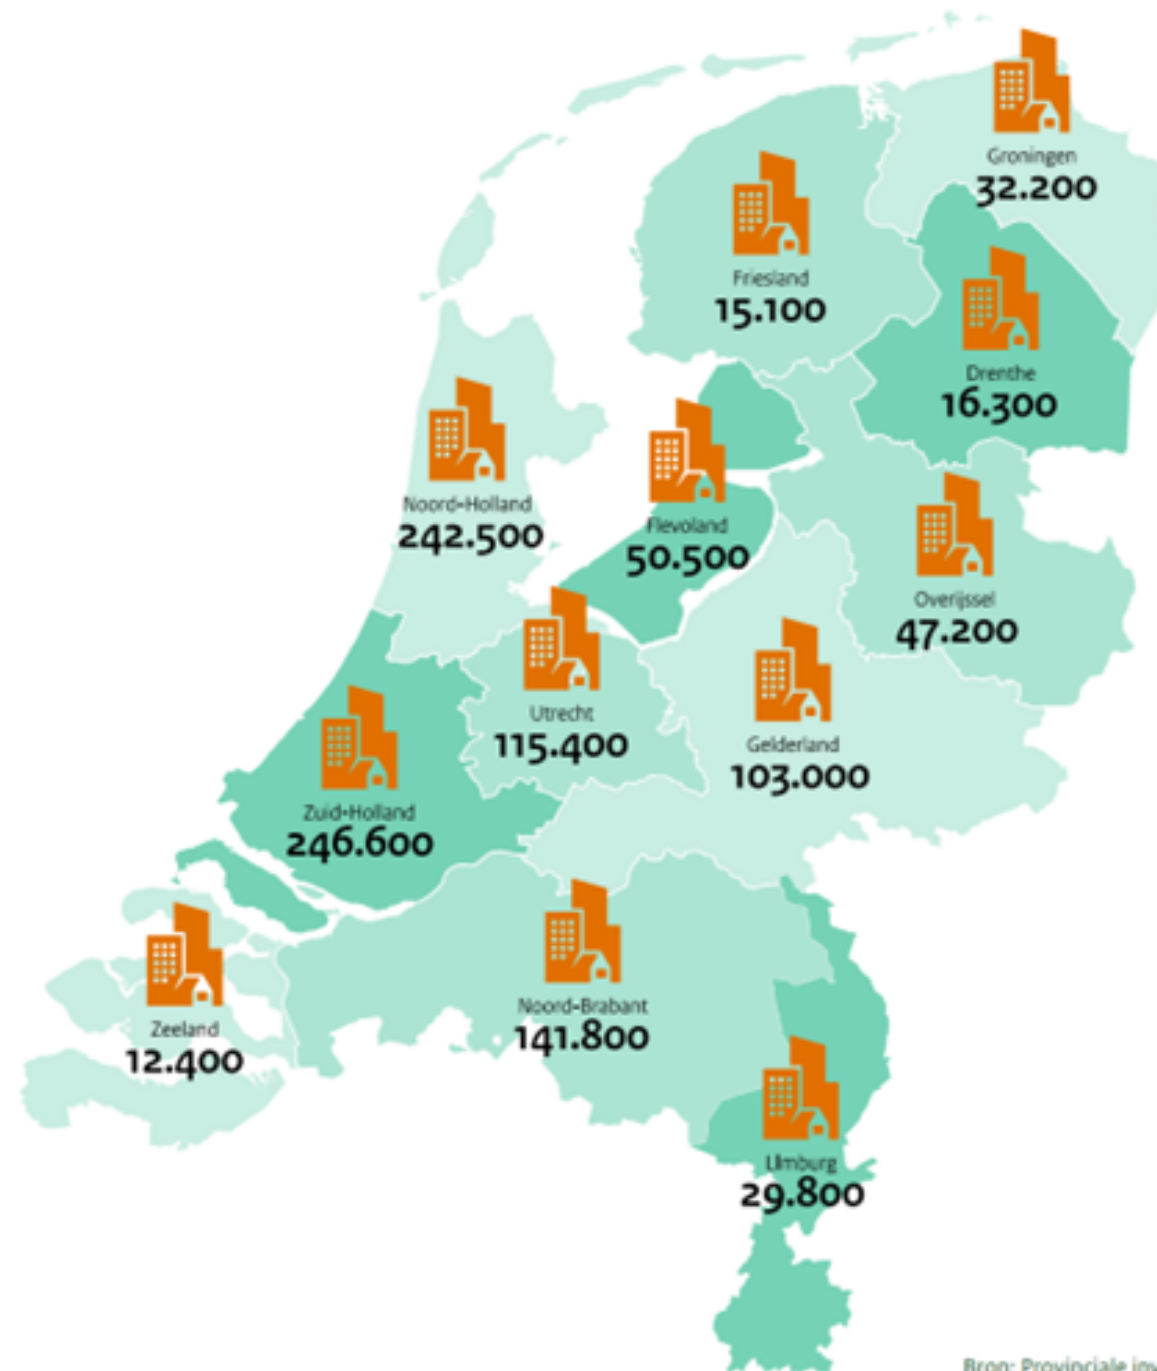 Groningen
32.200
Friesland
15.100
Drenthe
16.300
Noord-Holland
242.500
Flevoland
50.500
Overijssel
47.200
Utrecht
115.400
Gelderland
103.000
Zuid-Holland
246.600
Noord-Brabant
141.800
Zeeland
12.400
Limburg
29.800
Bron: Provinciale